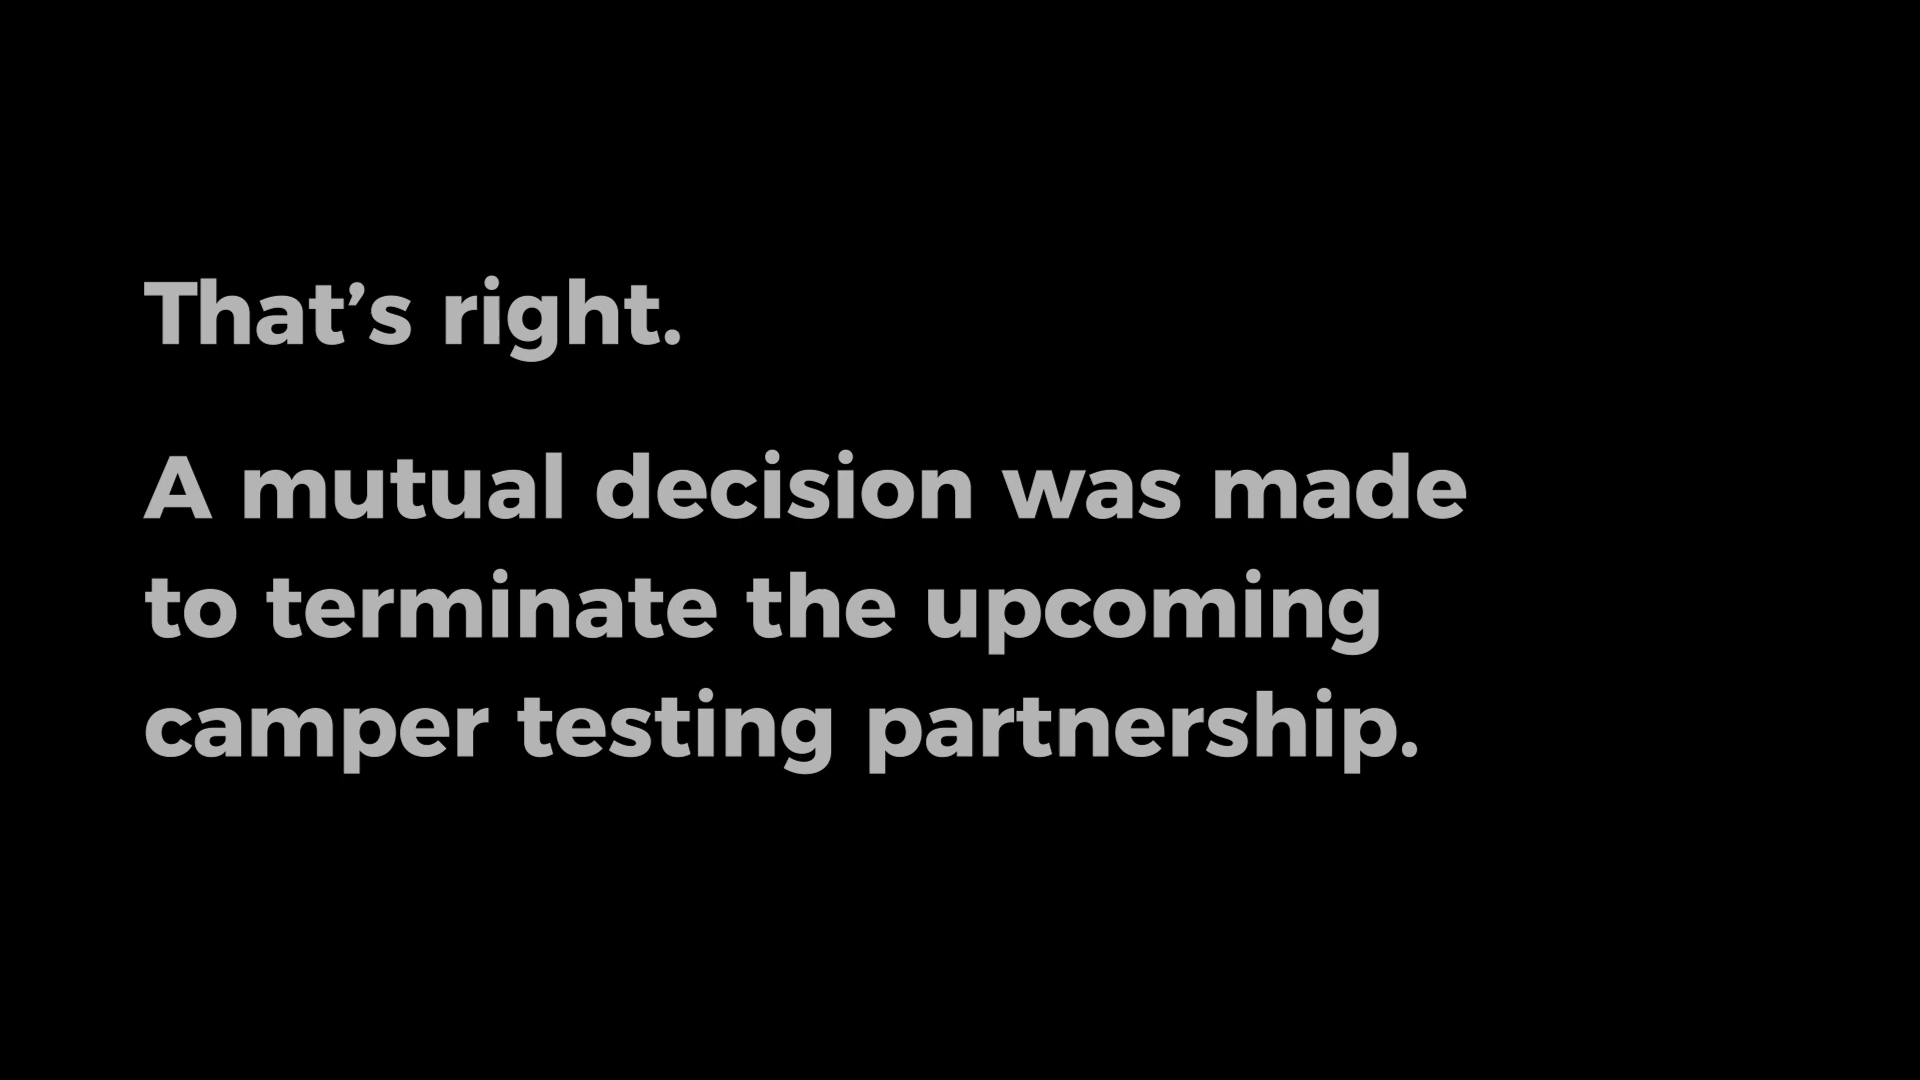 That’s right.
A mutual decision was made
to terminate the upcoming
camper testing partnership.